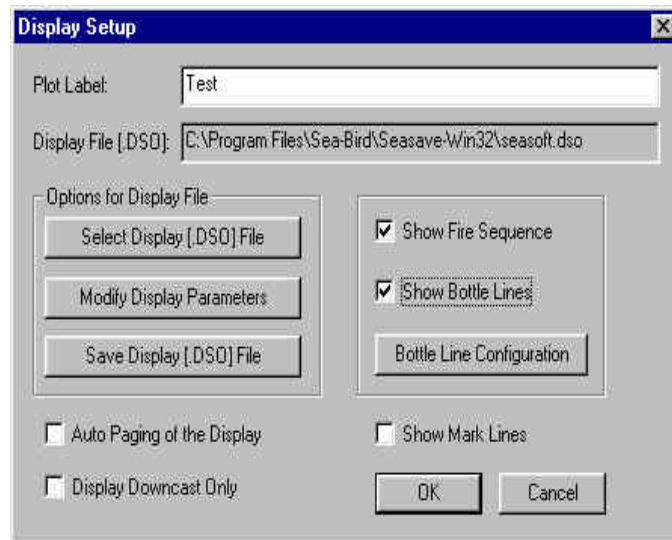 Display Setup
Plot Label: Test
Display File [.DSO]: C:\Program Files\Sea-Bird\Seasave-Win32\seasoft.dso
Options for Display File
Select Display [.DSO] File
Modify Display Parameters
Save Display [.DSO] File
Show Fire Sequence
Show Bottle Lines
Bottle Line Configuration
Auto Paging of the Display
Show Mark Lines
Display Downcast Only
OK
Cancel